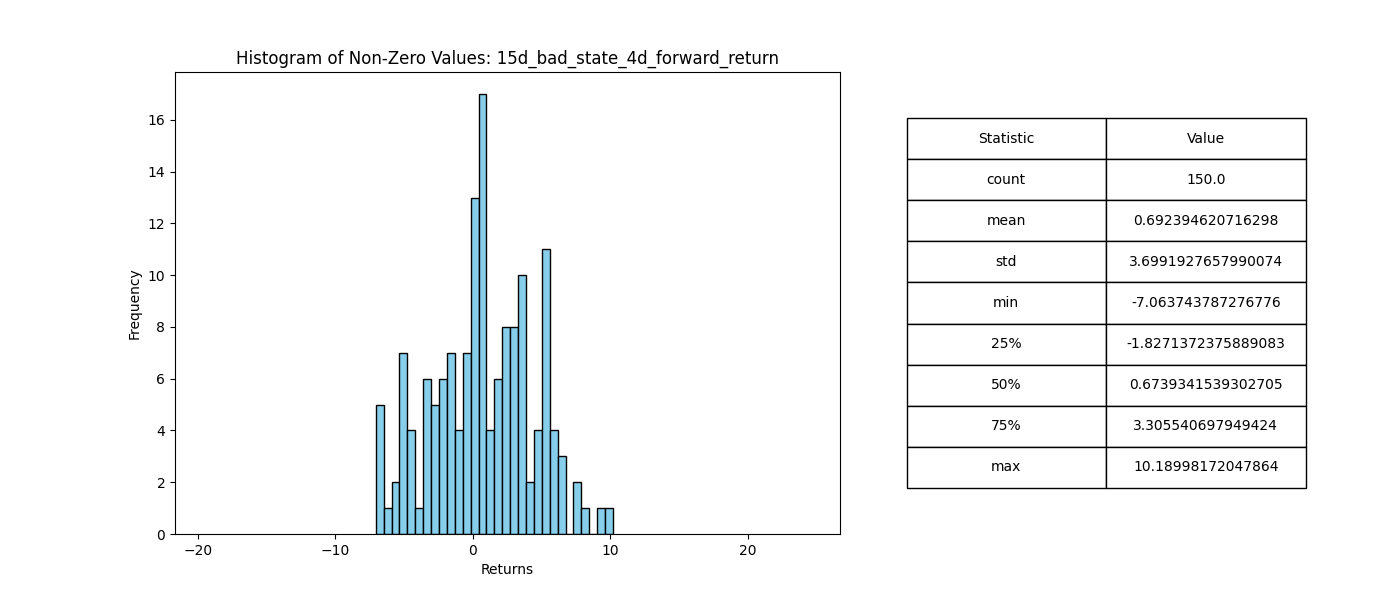 Histogram of Non-Zero Values: 15d_bad_state_4d_forward_return
Frequency
16
14
12
10
8
6
4
2
0
−20
−10
0
10
20
Returns
Statistic Value
count 150.0
mean 0.692394620716298
std 3.6991927657990074
min -7.063743787276776
25% -1.8271372375889083
50% 0.6739341539302705
75% 3.305540697949424
max 10.18998172047864